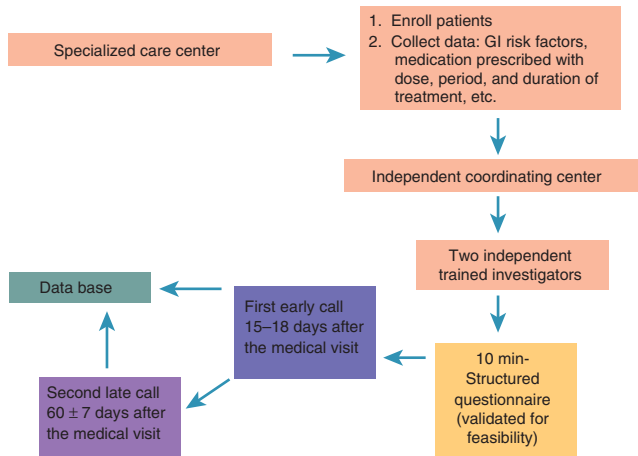 Specialized care center
1. Enroll patients
2. Collect data: GI risk factors,
medication prescribed with
dose, period, and duration of
treatment, etc.
Independent coordinating center
Two independent
trained investigators
10 min-
Structured
questionnaire
(validated for
feasibility)
First early call
15–18 days after
the medical visit
Second late call
60 ± 7 days after
the medical visit
Data base